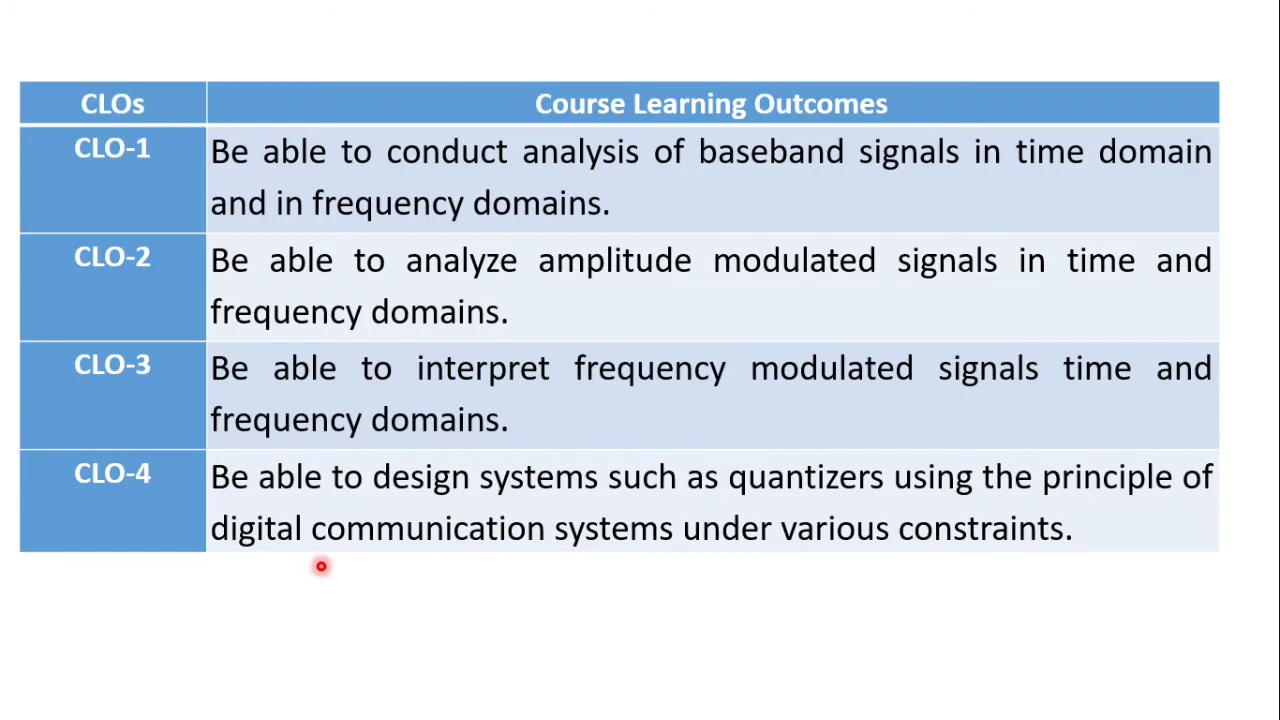 CLOs Course Learning Outcomes
CLO-1 Be able to conduct analysis of baseband signals in time domain
and in frequency domains.
CLO-2 Be able to analyze amplitude modulated signals in time and
frequency domains.
CLO-3 Be able to interpret frequency modulated signals time and
frequency domains.
CLO-4 Be able to design systems such as quantizers using the principle of
digital communication systems under various constraints.